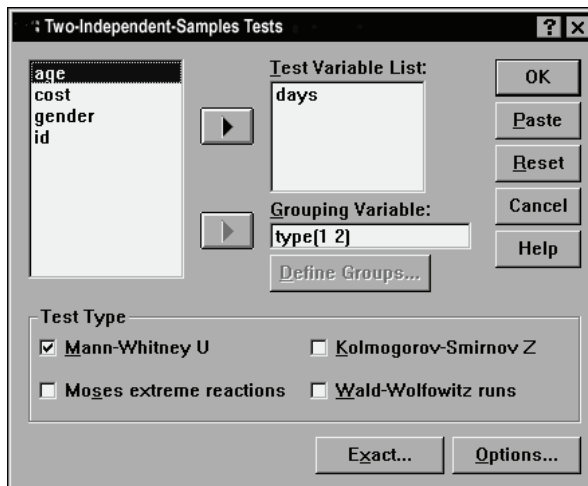 Two-Independent-Samples Tests
age
cost
gender
id
Test Variable List:
days
Grouping Variable:
type(1 2)
Define Groups...
OK
Paste
Reset
Cancel
Help
Test Type
Mann-Whitney U
Kolmogorov-Smirnov Z
Moses extreme reactions
Wald-Wolfowitz runs
Exact...
Options...